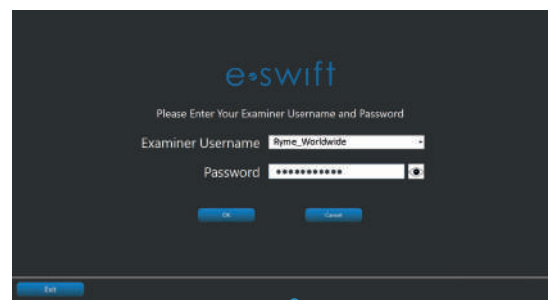 e-swift
Please Enter Your Examiner Username and Password
Examiner Username Ryme_Worldwide
Password ●●●●●●●●●●●
OK Cancel
Exit